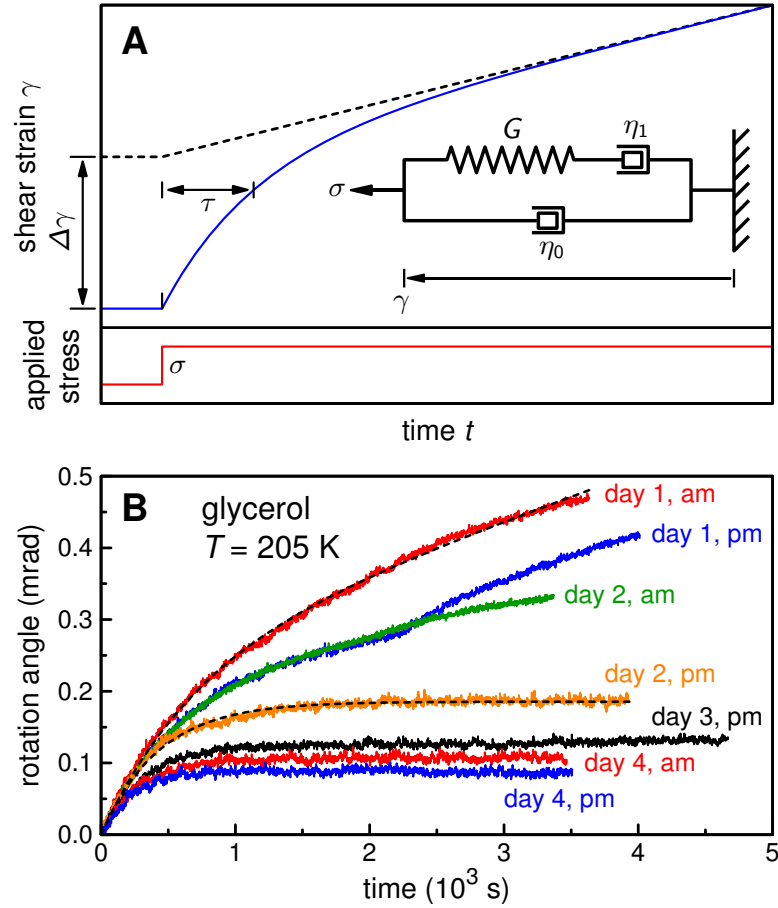 A
shear strain γ
Δγ
τ
G
η1
σ
η0
γ
applied
stress
σ
time t
B
glycerol
T = 205 K
day 1, am
day 1, pm
day 2, am
day 2, pm
day 3, pm
day 4, am
day 4, pm
rotation angle (mrad)
0.5
0.4
0.3
0.2
0.1
0.0
0 1 2 3 4 5
time (10³ s)